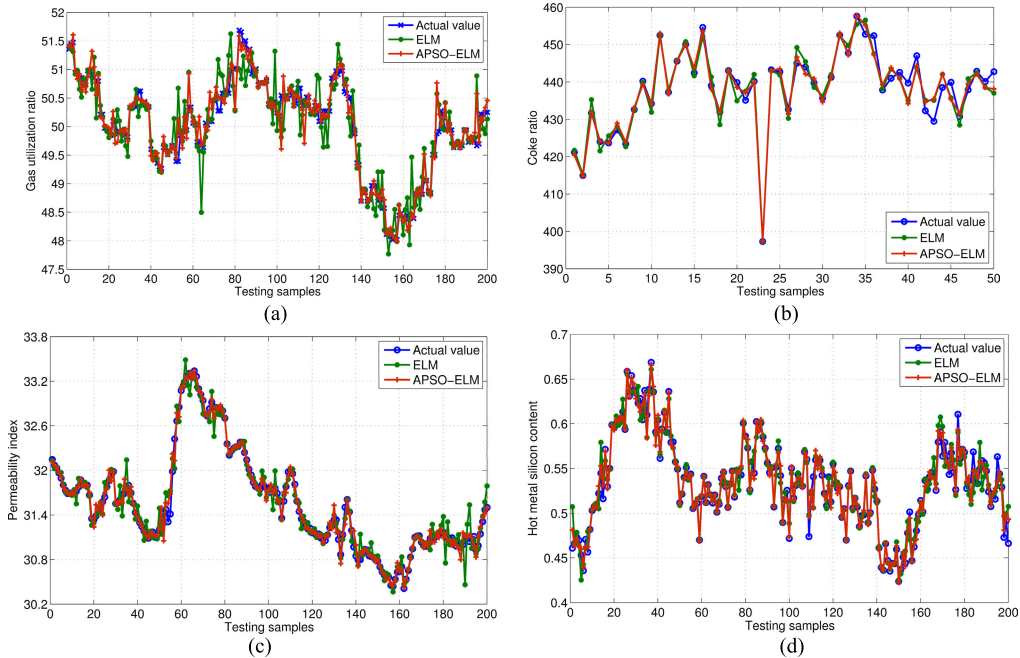 52
51.5
51
50.5
50
49.5
49
48.5
48
47.5
Gas utilization ratio
Actual value
ELM
APSO-ELM
0 20 40 60 80 100 120 140 160 180 200
Testing samples
(a)
460
450
440
430
420
410
400
390
Coke ratio
Actual value
ELM
APSO-ELM
0 5 10 15 20 25 30 35 40 45 50
Testing samples
(b)
33.8
33.2
32.6
32
31.4
30.8
30.2
Permeability index
Actual value
ELM
APSO-ELM
0 20 40 60 80 100 120 140 160 180 200
Testing samples
(c)
0.7
0.65
0.6
0.55
0.5
0.45
0.4
Hot metal silicon content
Actual value
ELM
APSO-ELM
0 20 40 60 80 100 120 140 160 180 200
Testing samples
(d)